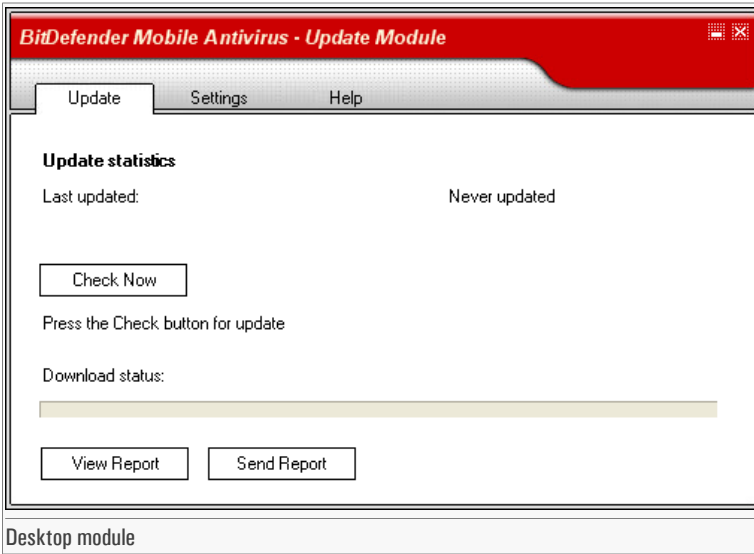 BitDefender Mobile Antivirus - Update Module
Update Settings Help
Update statistics
Last updated: Never updated
Check Now
Press the Check button for update
Download status:
View Report Send Report
Desktop module